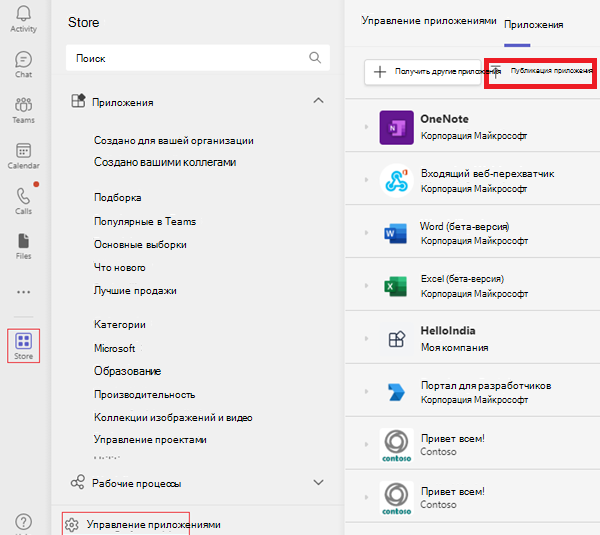 Activity
Chat
Teams
Calendar
Calls
Files
Store
Help
Store
Поиск
Приложения
Создано для вашей организации
Создано вашими коллегами
Подборка
Популярные в Teams
Основные выборки
Что нового
Лучшие продажи
Категории
Microsoft
Образование
Производительность
Коллекции изображений и видео
Управление проектами
Рабочие процессы
Управление приложениями
Управление приложениями
Приложения
Получить другие приложения
Публикация приложения
OneNote
Корпорация Майкрософт
Входящий веб-перехватчик
Корпорация Майкрософт
Word (бета-версия)
Корпорация Майкрософт
Excel (бета-версия)
Корпорация Майкрософт
HelloIndia
Моя компания
Портал для разработчиков
Корпорация Майкрософт
Привет всем!
Contoso
contoso
Привет всем!
Contoso
contoso